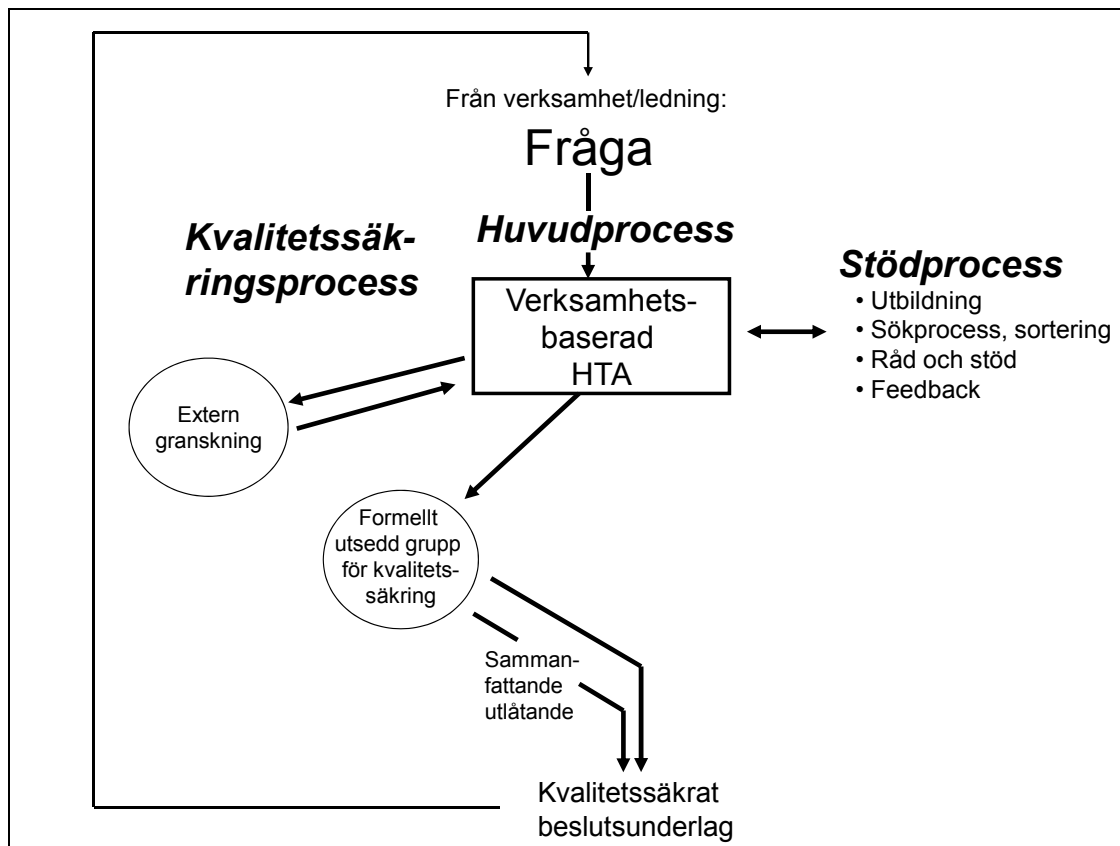 Från verksamhet/ledning:
Fråga
Kvalitetssäk-
ringsprocess
Huvudprocess
Stödprocess
• Utbildning
• Sökprocess, sortering
• Råd och stöd
• Feedback
Verksamhets-
baserad
HTA
Extern
granskning
Formellt
utsedd grupp
för kvalitets-
säkring
Samman-
fattande
utlåtande
Kvalitetssäkrat
beslutsunderlag